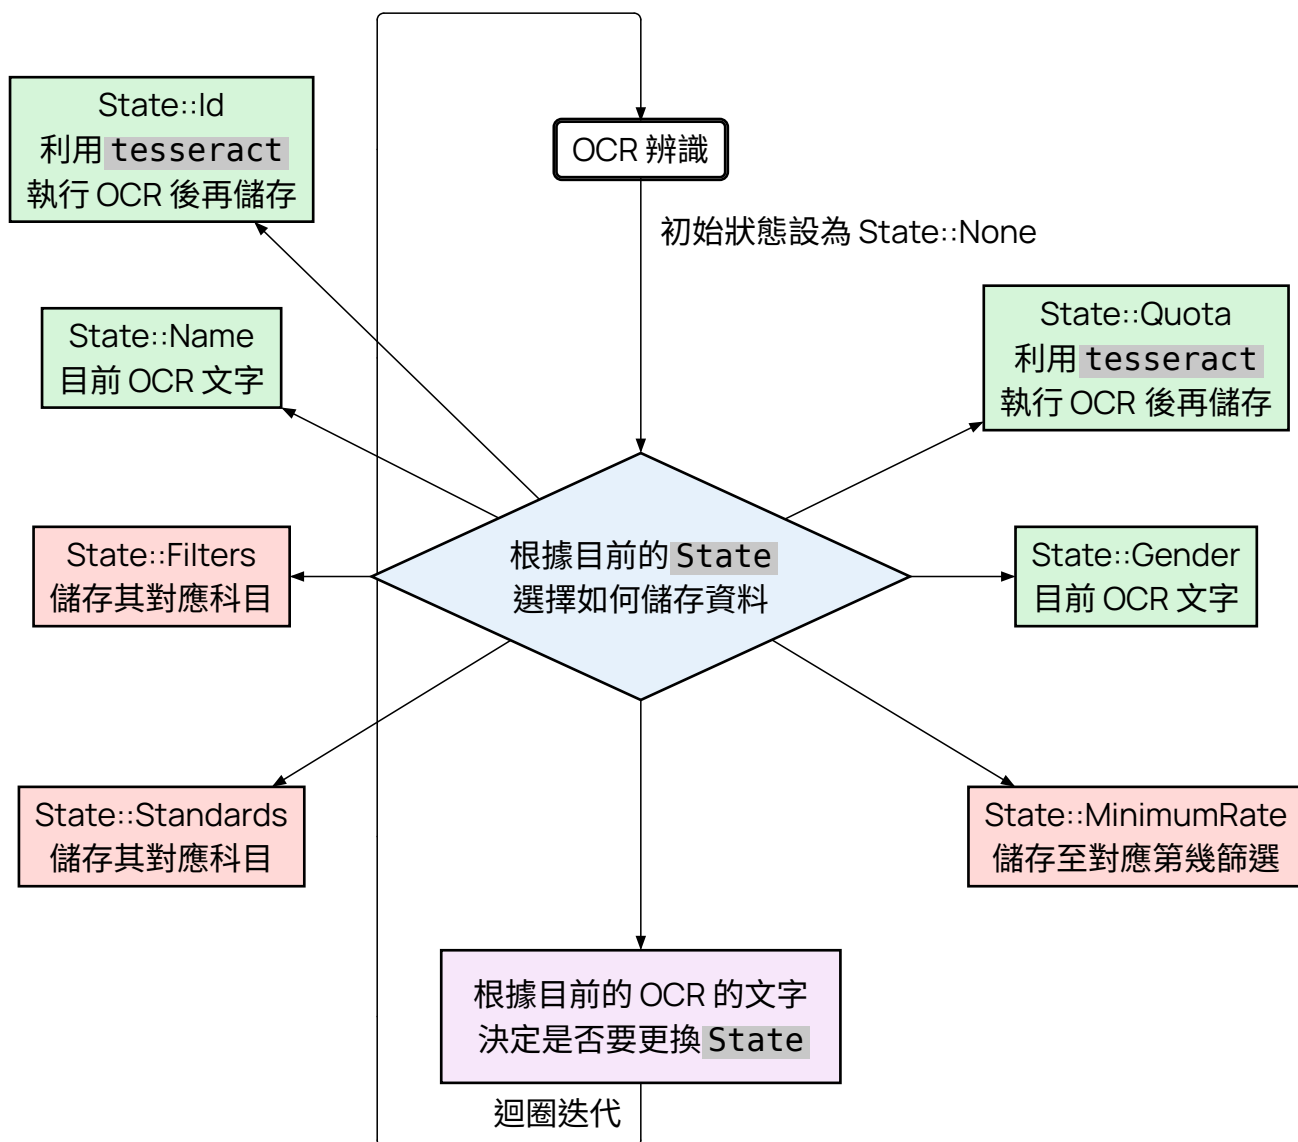 State::Id
利用 tesseract
執行 OCR 後再儲存
OCR 辨識
初始狀態設為 State::None
State::Name
目前 OCR 文字
State::Quota
利用 tesseract
執行 OCR 後再儲存
State::Filters
儲存其對應科目
根據目前的 State
選擇如何儲存資料
State::Gender
目前 OCR 文字
State::Standards
儲存其對應科目
State::MinimumRate
儲存至對應第幾篩選
根據目前的 OCR 的文字
決定是否要更換 State
迴圈迭代